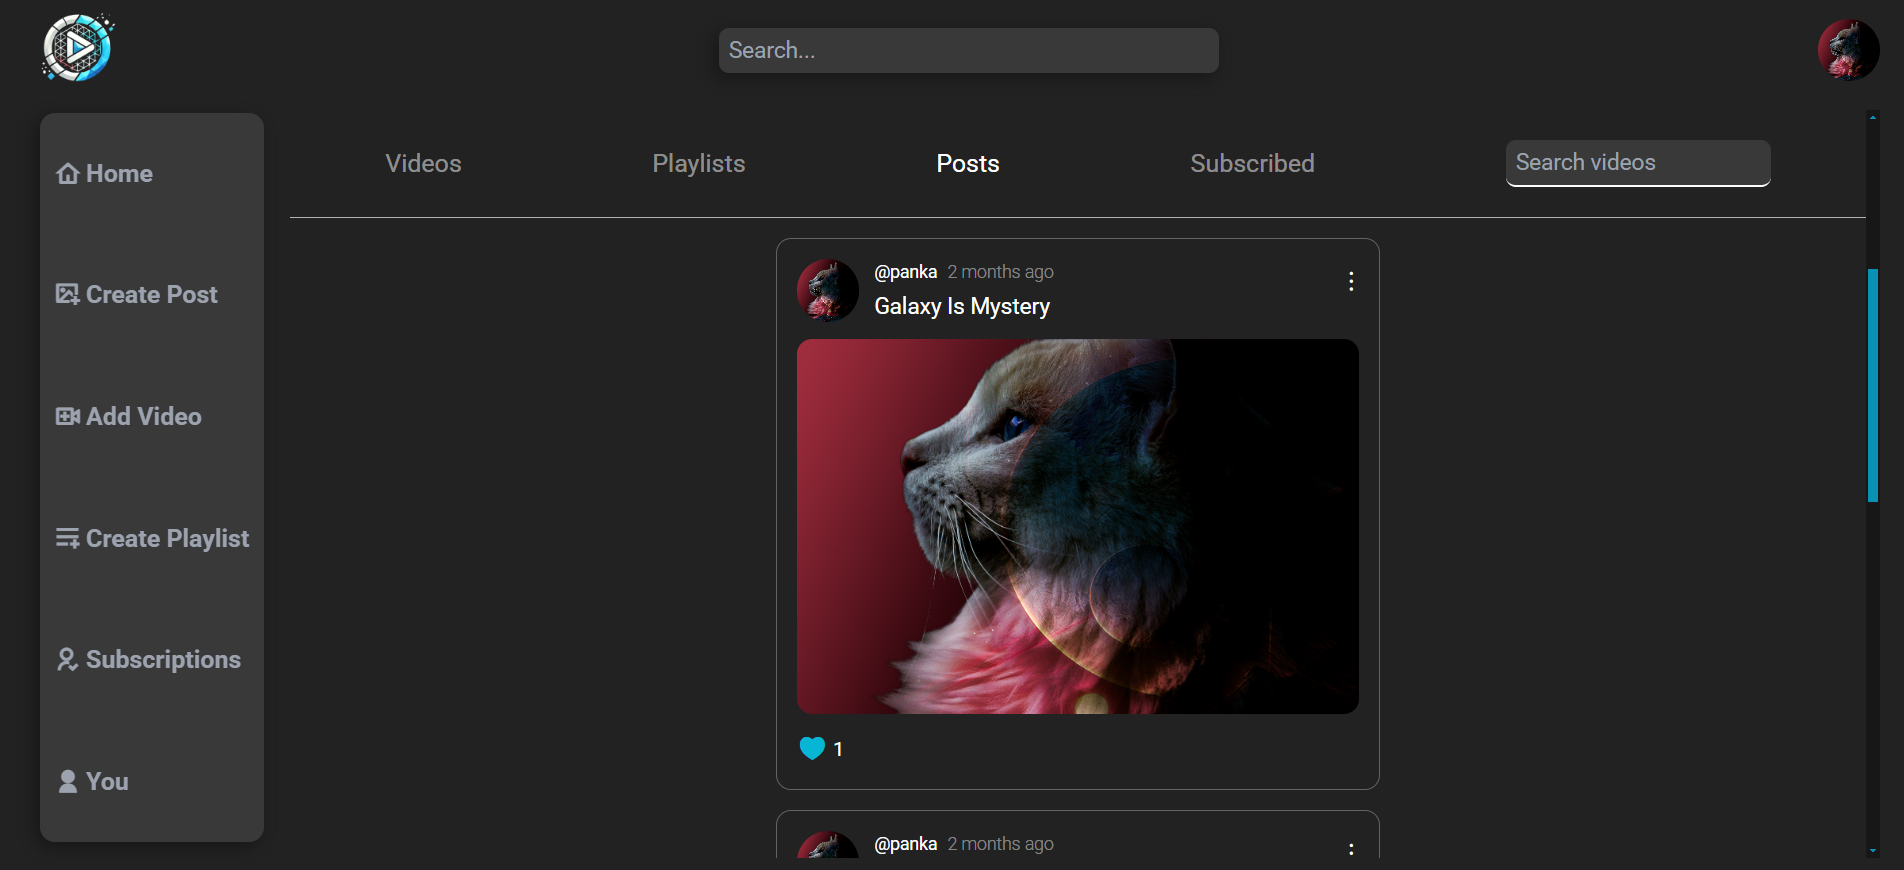 Search...
Home
Create Post
Add Video
Create Playlist
Subscriptions
You
Videos
Playlists
Posts
Subscribed
Search videos
@panka 2 months ago
Galaxy Is Mystery
1
@panka 2 months ago